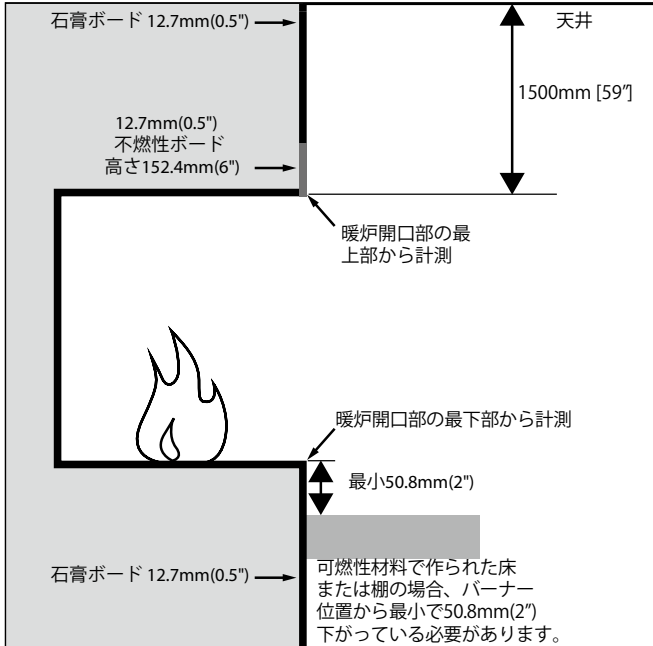 石膏ボード 12.7mm(0.5")
天井
1500mm [59"]
12.7mm(0.5")
不燃性ボード
高さ152.4mm(6")
暖炉開口部の最
上部から計測
暖炉開口部の最下部から計測
最小50.8mm(2")
石膏ボード 12.7mm(0.5")
可燃性材料で作られた床
または棚の場合、バーナー
位置から最小で50.8mm(2")
下がっている必要があります。